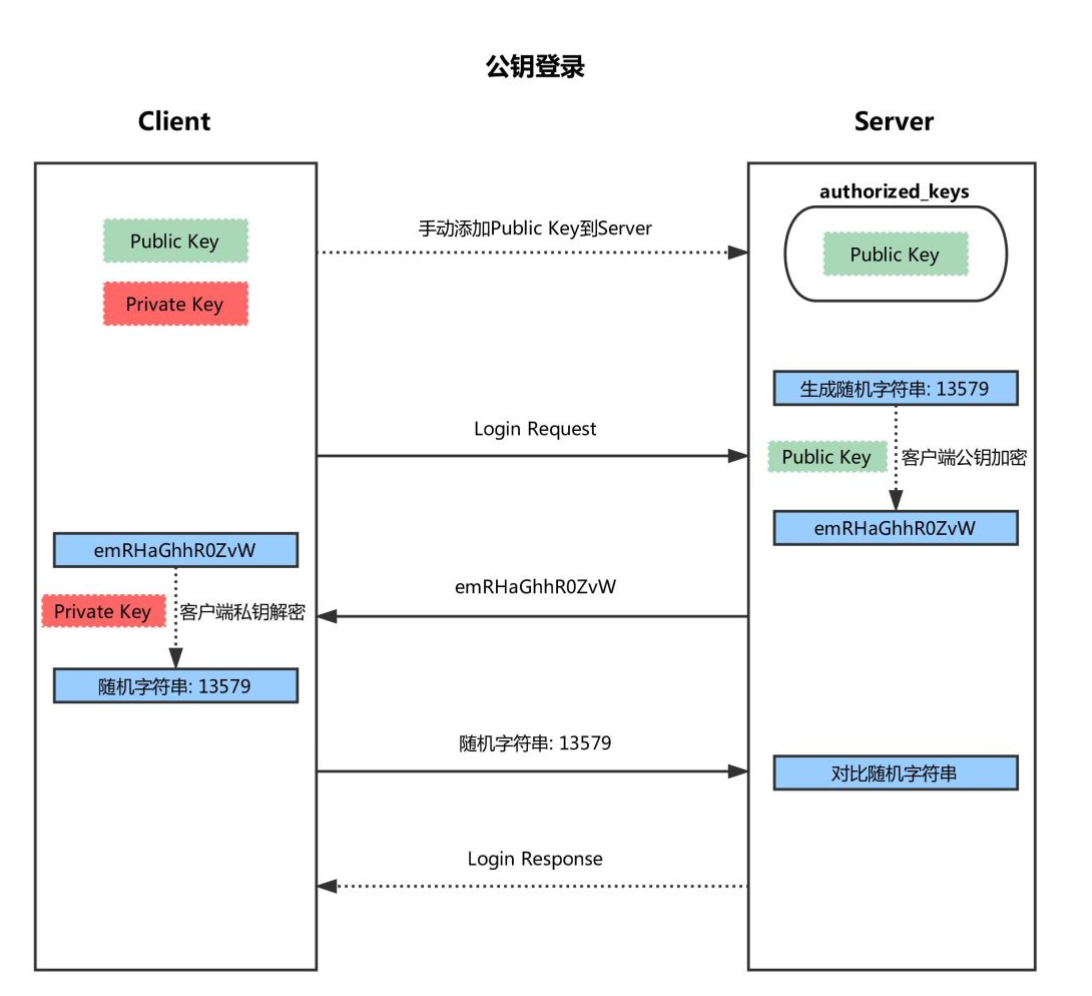 公钥登录
Client
Server
authorized_keys
Public Key
手动添加Public Key到Server
Public Key
Private Key
生成随机字符串: 13579
Login Request
Public Key
客户端公钥加密
emRHaGhhR0ZvW
emRHaGhhR0ZvW
emRHaGhhR0ZvW
Private Key
客户端私钥解密
随机字符串: 13579
随机字符串: 13579
对比随机字符串
Login Response